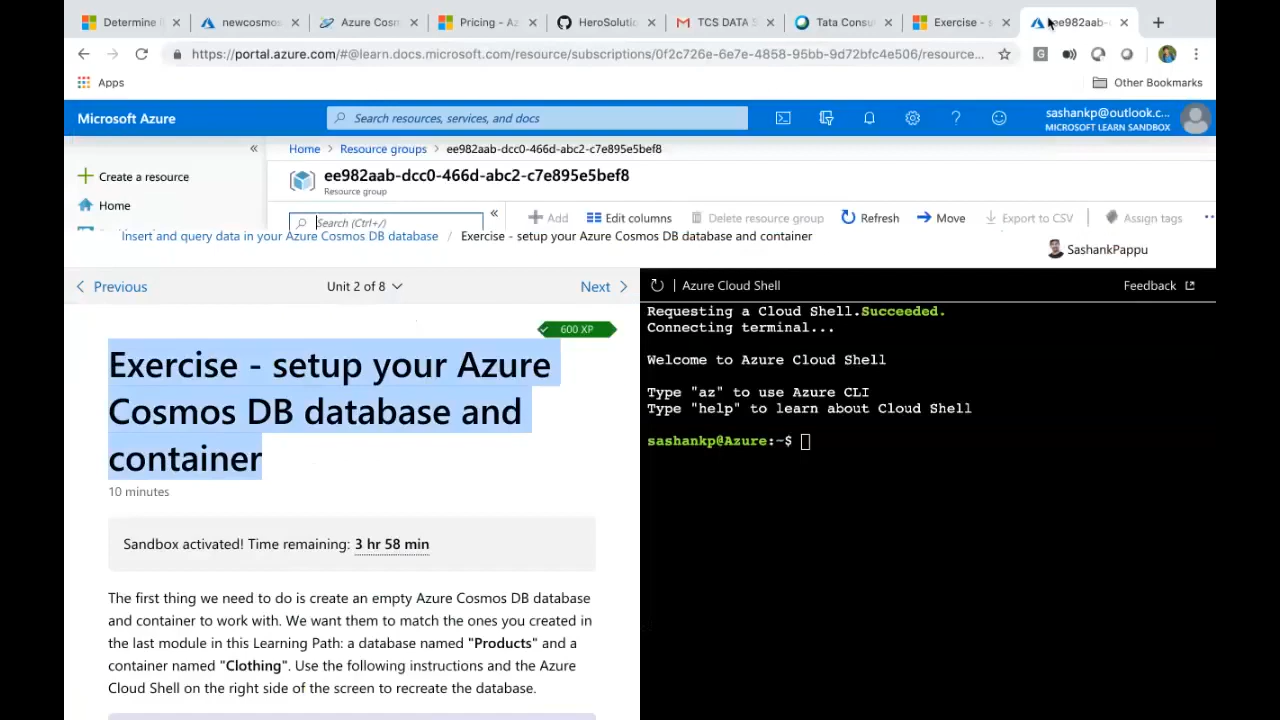 Determine
newcosmos
Azure Cosm
Pricing - Az
HeroSolutio
TCS DATA
Tata Consu
Exercise - s
ee982aab-
https://portal.azure.com/#@learn.docs.microsoft.com/resource/subscriptions/0f2c726e-6e7e-4858-95bb-9d72bfc4e506/resource...
Apps
Other Bookmarks
Microsoft Azure
Search resources, services, and docs
sashankp@outlook.c...
MICROSOFT LEARN SANDBOX
Create a resource
Home
Home > Resource groups > ee982aab-dcc0-466d-abc2-c7e895e5bef8
ee982aab-dcc0-466d-abc2-c7e895e5bef8
Resource group
Search (Ctrl+/)
Add
Edit columns
Delete resource group
Refresh
Move
Export to CSV
Assign tags
Insert and query data in your Azure Cosmos DB database / Exercise - setup your Azure Cosmos DB database and container
SashankPappu
Previous
Unit 2 of 8
Next
600 XP
Exercise - setup your Azure
Cosmos DB database and
container
10 minutes
Sandbox activated! Time remaining: 3 hr 58 min
The first thing we need to do is create an empty Azure Cosmos DB database
and container to work with. We want them to match the ones you created in
the last module in this Learning Path: a database named "Products" and a
container named "Clothing". Use the following instructions and the Azure
Cloud Shell on the right side of the screen to recreate the database.
Azure Cloud Shell
Feedback
Requesting a Cloud Shell.Succeeded.
Connecting terminal...
Welcome to Azure Cloud Shell
Type "az" to use Azure CLI
Type "help" to learn about Cloud Shell
sashankp@Azure:~$